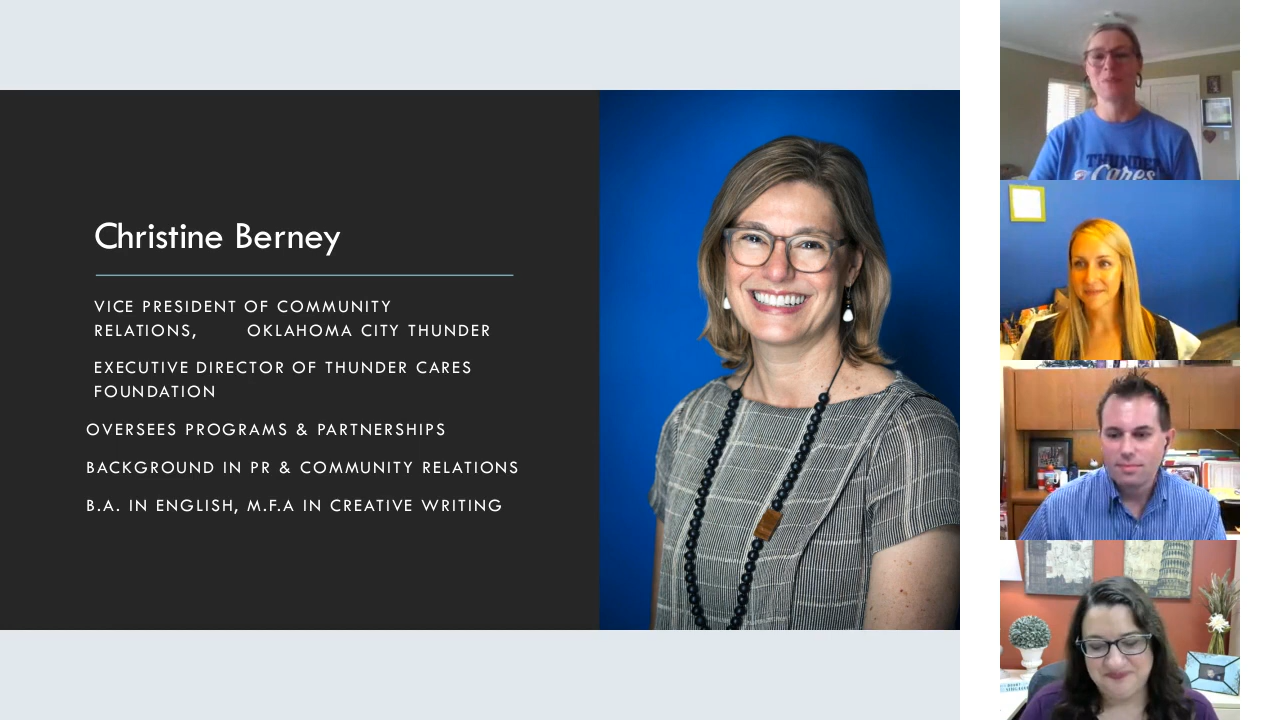 Christine Berney
VICE PRESIDENT OF COMMUNITY
RELATIONS, OKLAHOMA CITY THUNDER
EXECUTIVE DIRECTOR OF THUNDER CARES
FOUNDATION
OVERSEES PROGRAMS & PARTNERSHIPS
BACKGROUND IN PR & COMMUNITY RELATIONS
B.A. IN ENGLISH, M.F.A IN CREATIVE WRITING
THUNDER
Cares